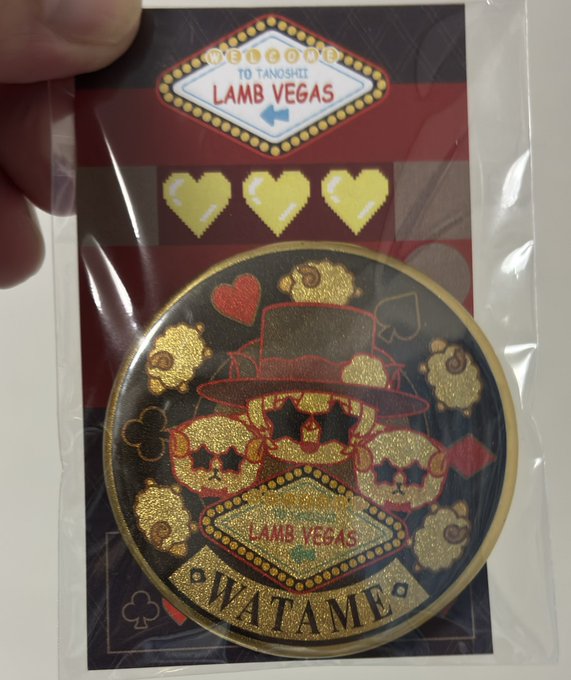 WELCOME
TO TANOSHII
LAMB VEGAS
LAMB VEGAS
WATAME